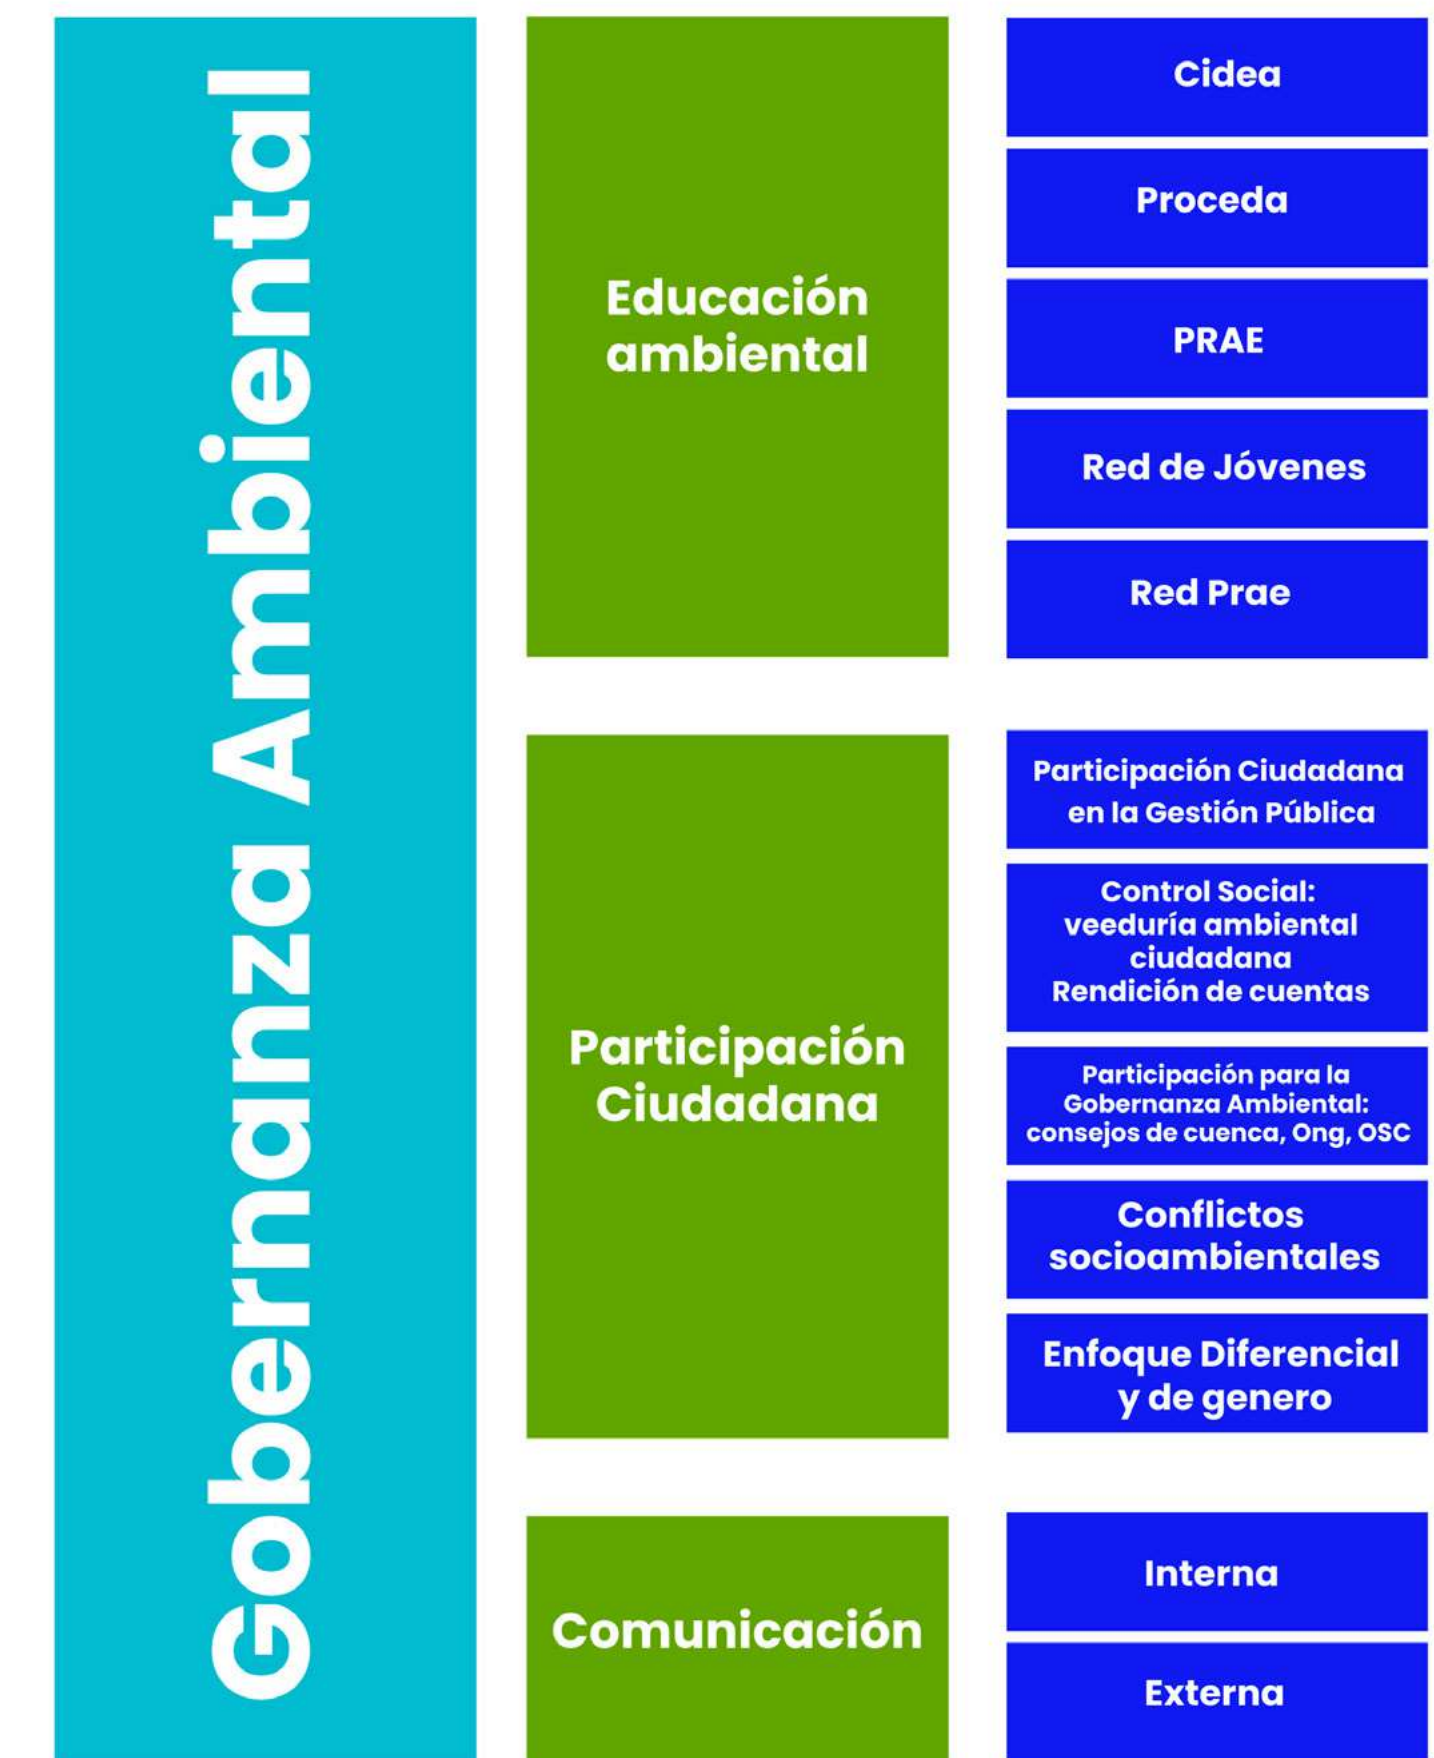 Gobernanza Ambiental
Educación
ambiental
Cidea
Proceda
PRAE
Red de Jóvenes
Red Prae
Participación
Ciudadana
Participación Ciudadana
en la Gestión Pública
Control Social:
veeduría ambiental
ciudadana
Rendición de cuentas
Participación para la
Gobernanza Ambiental:
consejos de cuenca, Ong, OSC
Conflictos
socioambientales
Enfoque Diferencial
y de genero
Comunicación
Interna
Externa